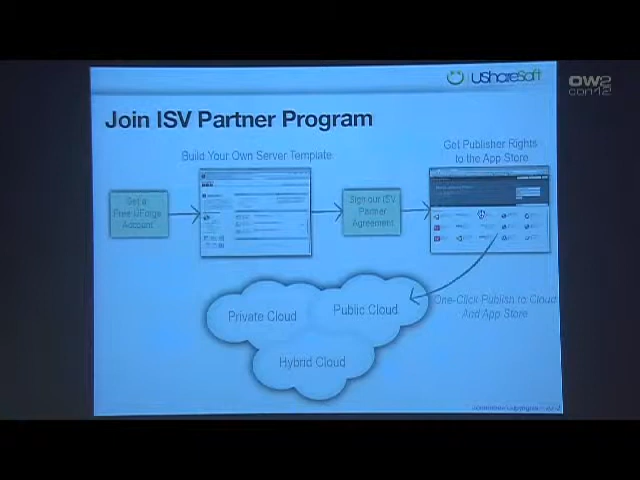 UShareSoft
OW2
con12
Join ISV Partner Program
Build Your Own Server Template
Get Publisher Rights
to the App Store
Get a
Free UForge
Account
Sign our ISV
Partner
Agreement
Private Cloud
Public Cloud
Hybrid Cloud
One-Click Publish to Cloud
And App Store